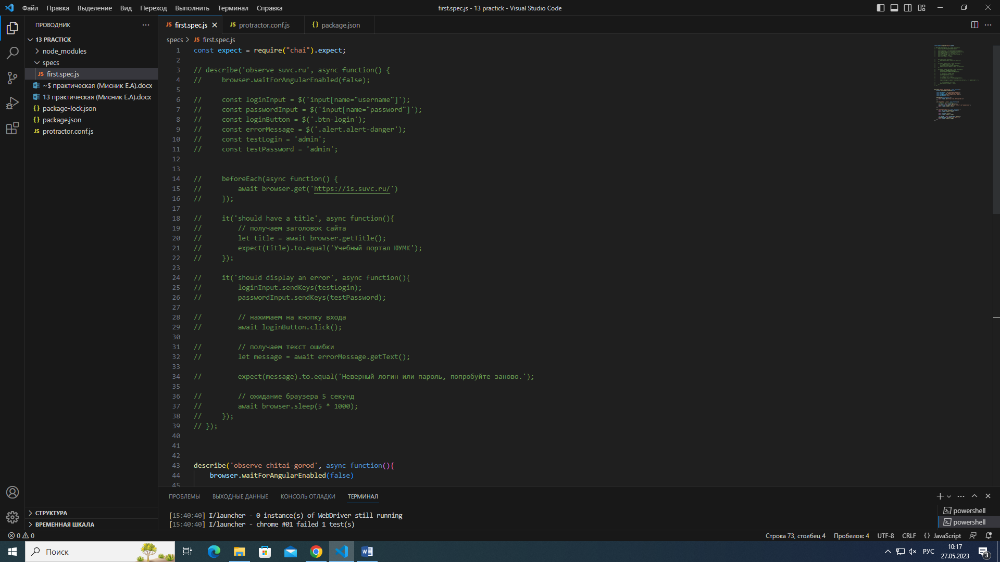 Файл Правка Выделение Вид Переход Выполнить Терминал Справка
first.spec.js - 13 practick - Visual Studio Code
ПРОВОДНИК
13 PRACTICK
node_modules
specs
JS first.spec.js
~$ практическая (Мисник Е.А).docx
13 практическая (Мисник Е.А).docx
{} package-lock.json
{} package.json
JS protractor.conf.js
СТРУКТУРА
ВРЕМЕННАЯ ШКАЛА
JS first.spec.js JS protractor.conf.js {} package.json
specs > JS first.spec.js
1 const expect = require("chai").expect;
2
3 // describe('observe suvc.ru', async function() {
4 //     browser.waitForAngularEnabled(false);
5
6 //     const loginInput = $('input[name="username"]');
7 //     const passwordInput = $('input[name="password"]');
8 //     const loginButton = $('.btn-login');
9 //     const errorMessage = $('.alert.alert-danger');
10 //     const testLogin = 'admin';
11 //     const testPassword = 'admin';
12
13
14 //     beforeEach(async function() {
15 //         await browser.get('https://is.suvc.ru/')
16 //     });
17
18 //     it('should have a title', async function(){
19 //         // получаем заголовок сайта
20 //         let title = await browser.getTitle();
21 //         expect(title).to.equal('Учебный портал ЮУМК');
22 //     });
23
24 //     it('should display an error', async function(){
25 //         loginInput.sendKeys(testLogin);
26 //         passwordInput.sendKeys(testPassword);
27
28 //         // нажимаем на кнопку входа
29 //         await loginButton.click();
30
31 //         // получаем текст ошибки
32 //         let message = await errorMessage.getText();
33
34 //         expect(message).to.equal('Неверный логин или пароль, попробуйте заново.');
35
36 //         // ожидание браузера 5 секунд
37 //         await browser.sleep(5 * 1000);
38 //     });
39 // });
40
41
42
43 describe('observe chitai-gorod', async function(){
44     browser.waitForAngularEnabled(false)
45
ПРОБЛЕМЫ ВЫХОДНЫЕ ДАННЫЕ КОНСОЛЬ ОТЛАДКИ ТЕРМИНАЛ
[15:40:40] I/launcher - 0 instance(s) of WebDriver still running
[15:40:40] I/launcher - chrome #01 failed 1 test(s)
powershell
powershell
0 0 Строка 73, столбец 4 Пробелов: 4 UTF-8 CRLF {} JavaScript
Поиск
РУС
10:17
27.05.2023
3